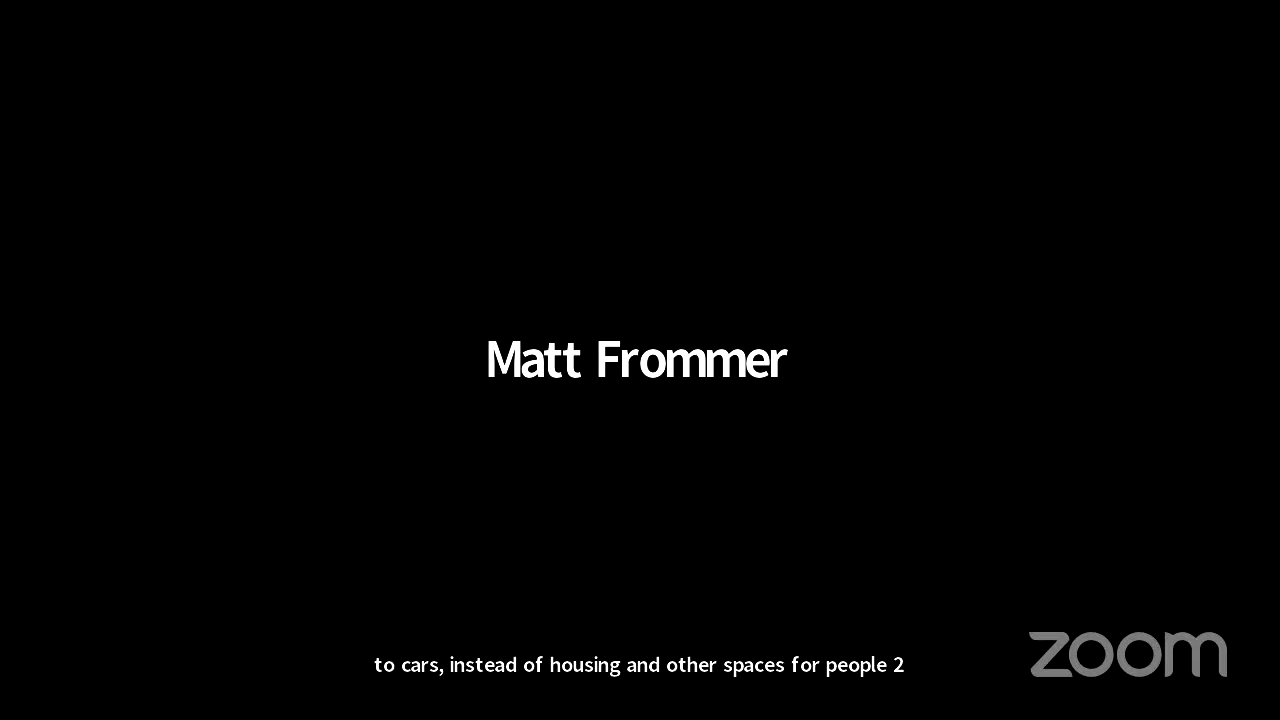 Matt Frommer
to cars, instead of housing and other spaces for people 2
zoom